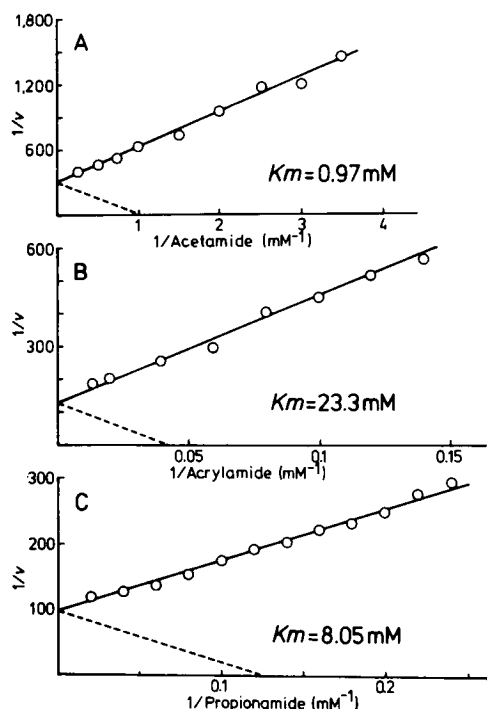 1,800
A
1,200
1/v
600
Km=0.97mM
1 2 3 4
1/Acetamide (mM⁻¹)
600
B
1/v
300
Km=23.3mM
0.05 0.1 0.15
1/Acrylamide (mM⁻¹)
300
C
200
1/v
100
Km=8.05mM
0.1 0.2
1/Propionamide (mM⁻¹)